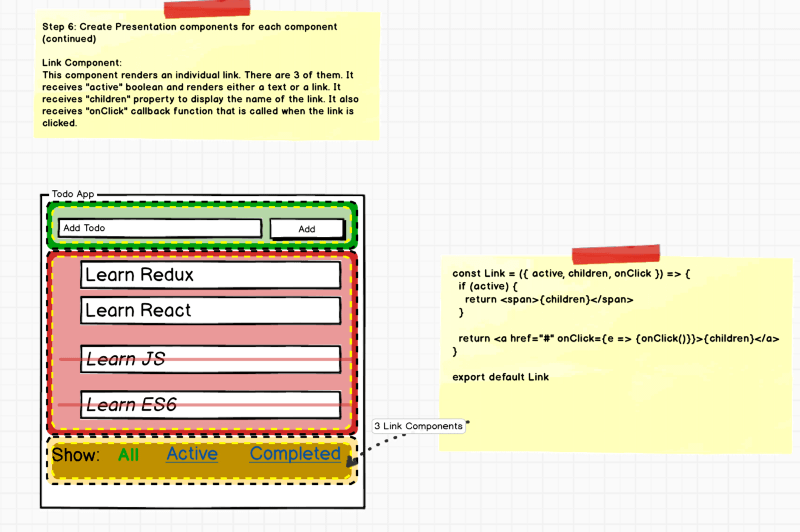 Step 6: Create Presentation components for each component
(continued)
Link Component:
This component renders an individual link. There are 3 of them. It
receives "active" boolean and renders either a text or a link. It
receives "children" property to display the name of the link. It also
receives "onClick" callback function that is called when the link is
clicked.
Todo App
Add Todo
Add
Learn Redux
Learn React
Learn JS
Learn ES6
Show: All Active Completed
3 Link Components
const Link = ({ active, children, onClick }) => {
if (active) {
return <span>{children}</span>
}
return <a href="#" onClick={e => {onClick()}}>{children}</a>
}
export default Link